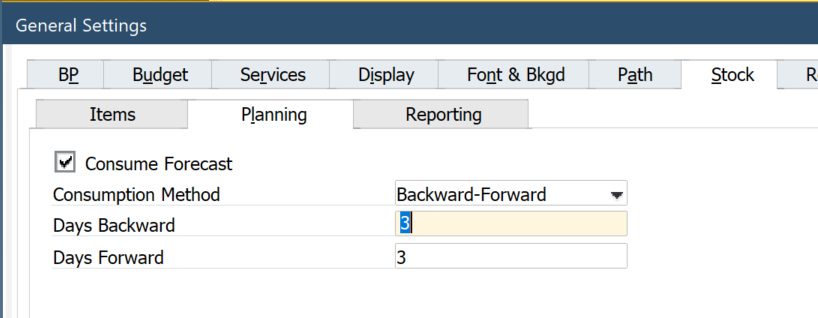 General Settings
BP Budget Services Display Font & Bkgd Path Stock R
Items Planning Reporting
Consume Forecast
Consumption Method Backward-Forward
Days Backward 3
Days Forward 3